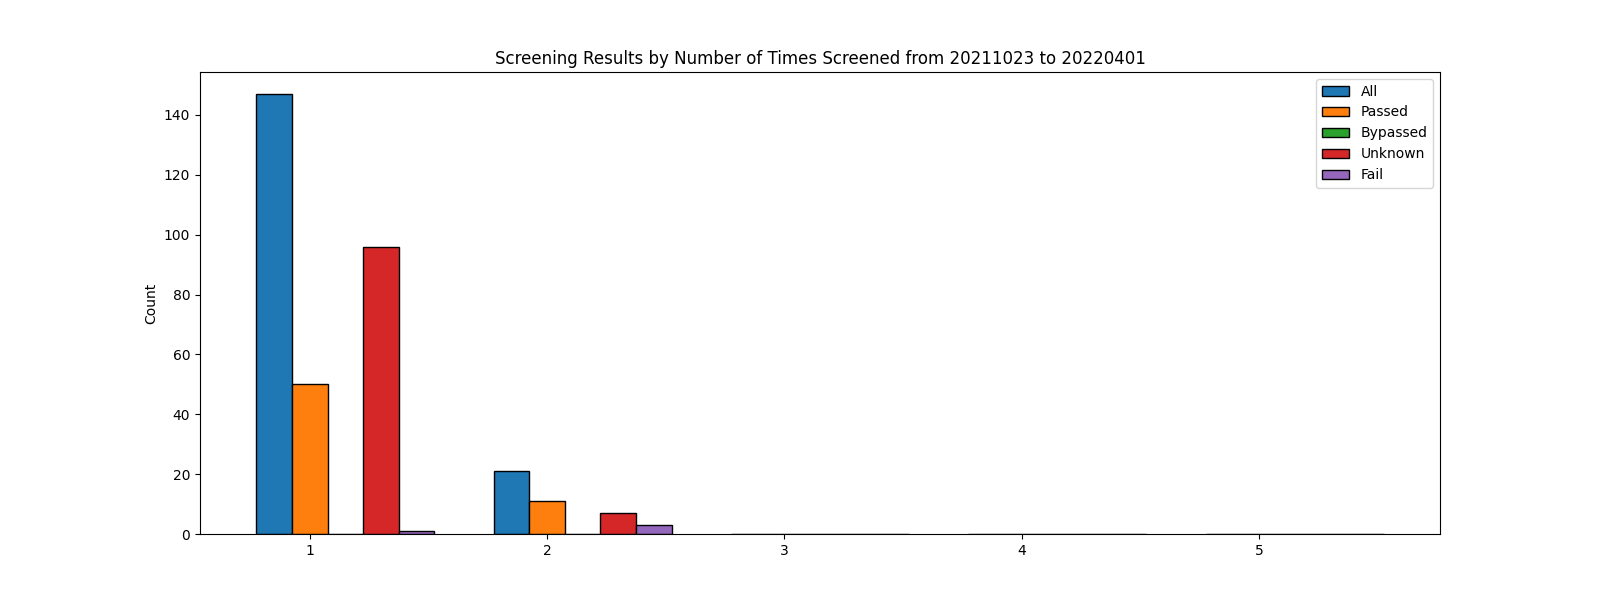 Screening Results by Number of Times Screened from 20211023 to 20220401
All
Passed
Bypassed
Unknown
Fail
Count
140
120
100
80
60
40
20
0
1 2 3 4 5